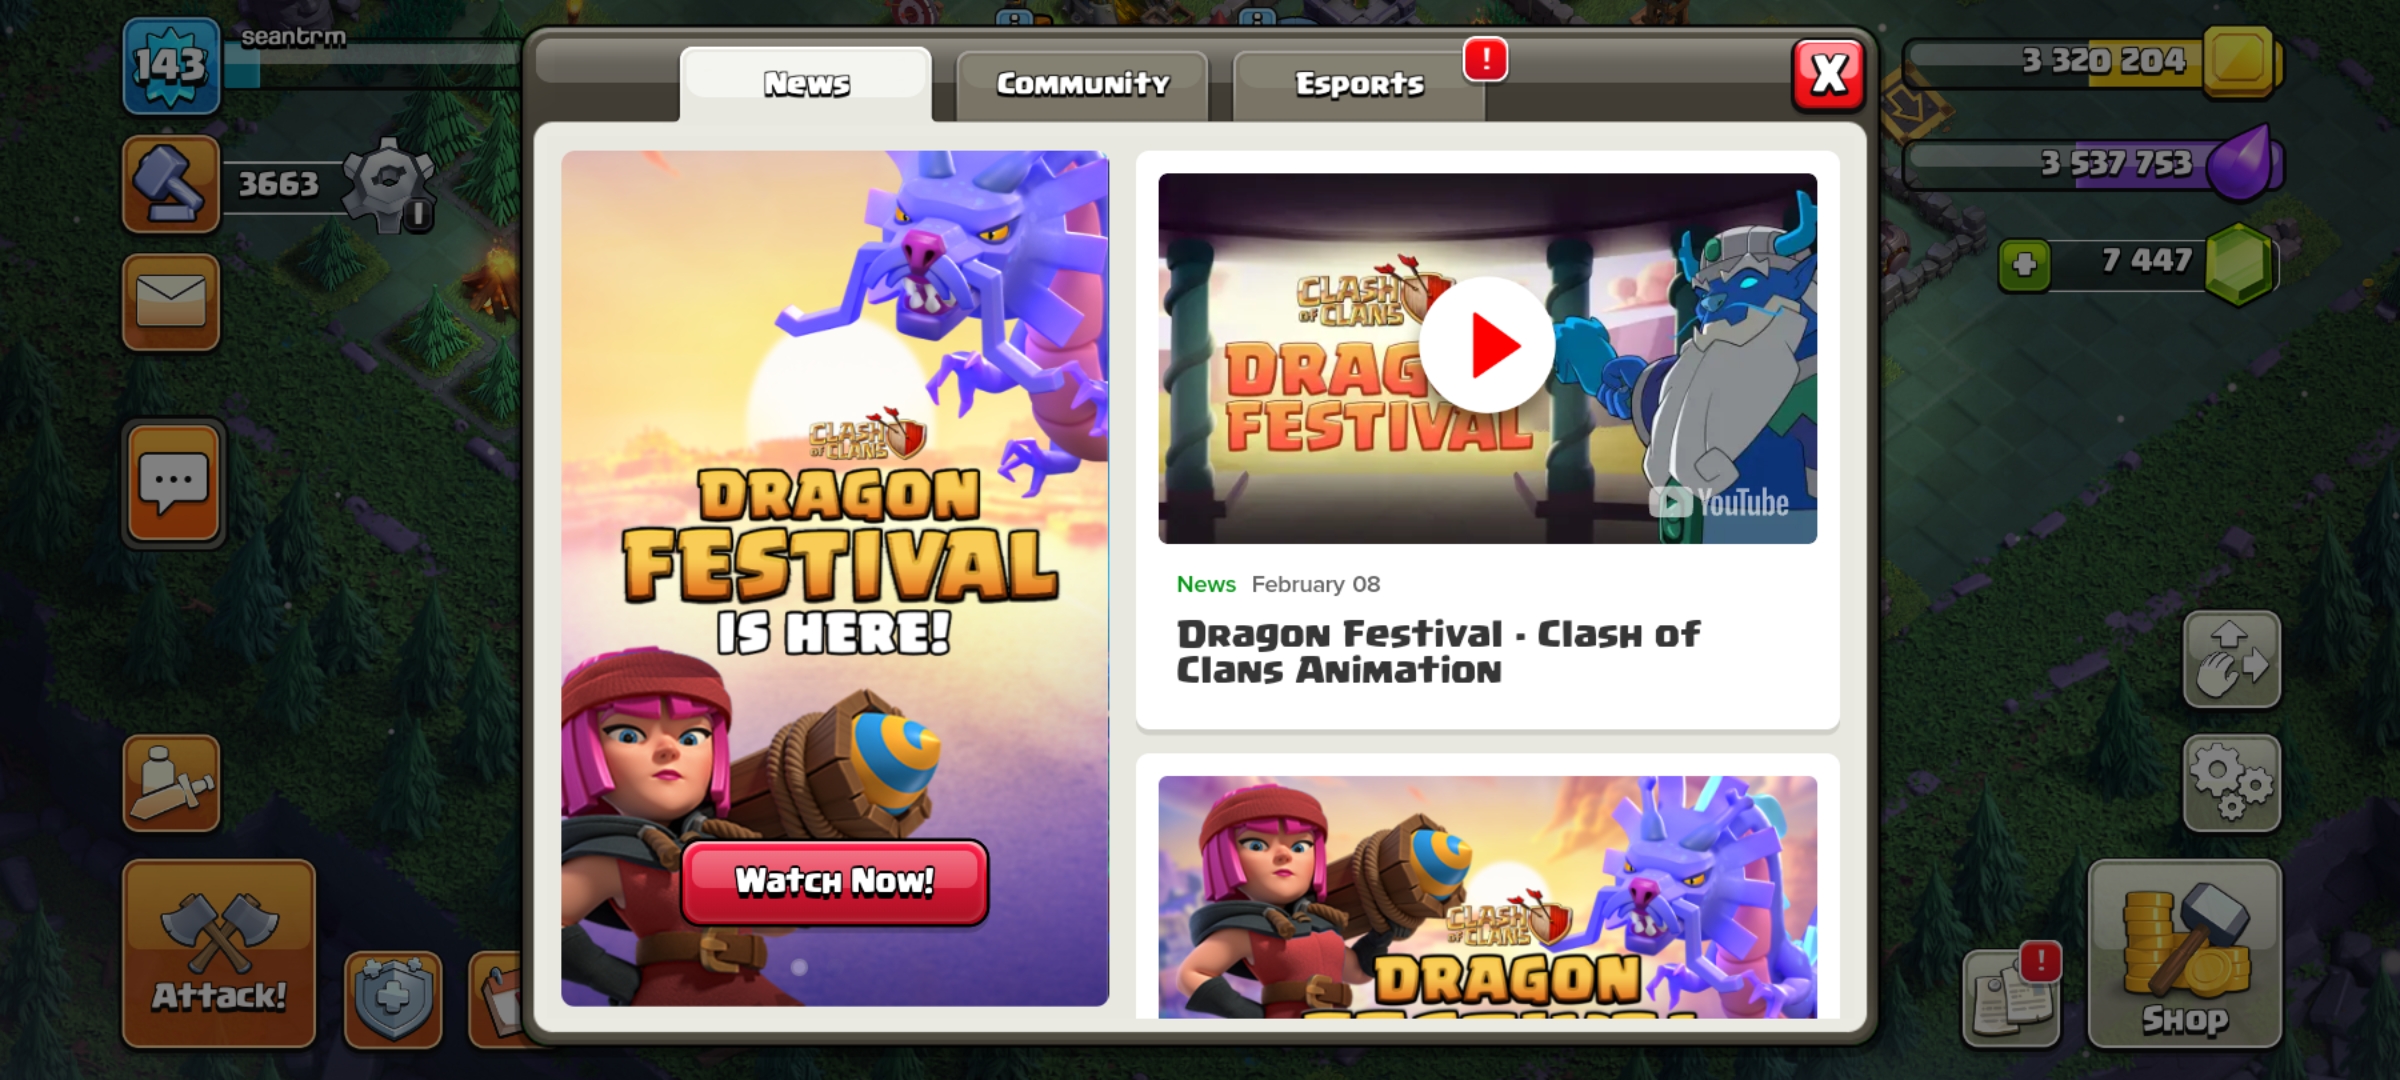 143
seantrm
3663
News
Community
Esports
!
X
3 320 204
3 537 753
7 447
CLASH
OF CLANS
DRAGON
FESTIVAL
IS HERE!
Watch Now!
CLASH
OF CLANS
DRAG
FESTIVAL
YouTube
News February 08
Dragon Festival - Clash of
Clans Animation
CLASH
OF CLANS
DRAGON
Attack!
!
Shop